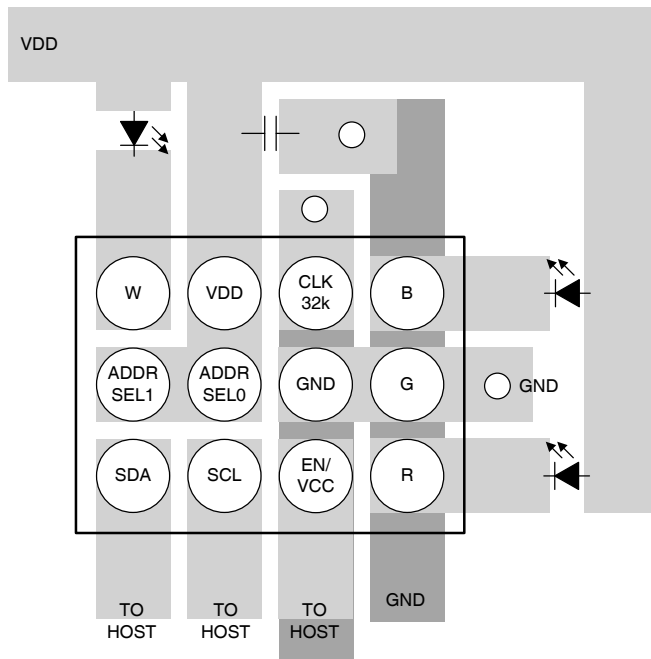 VDD
W
VDD
CLK
32k
B
ADDR
SEL1
ADDR
SEL0
GND
G
GND
SDA
SCL
EN/
VCC
R
TO
HOST
TO
HOST
TO
HOST
GND